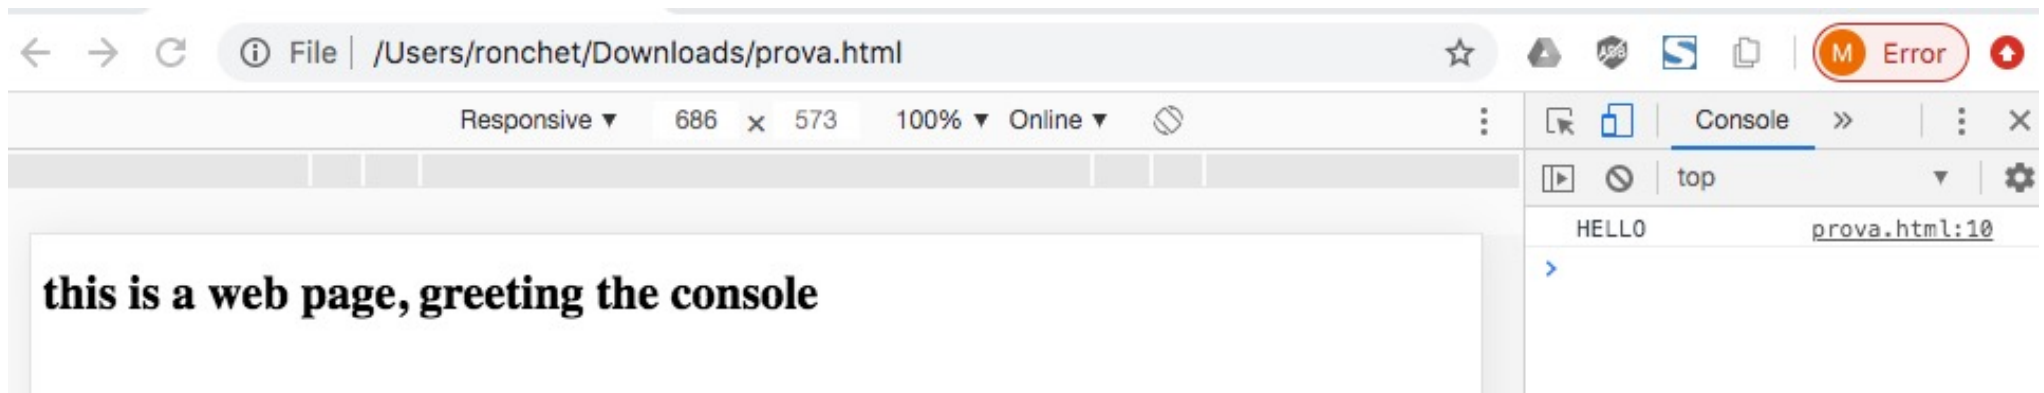 File /Users/ronchet/Downloads/prova.html M Error
Responsive ▼ 686 × 573 100% ▼ Online ▼ Console »
top ▼
HELLO prova.html:10
this is a web page, greeting the console